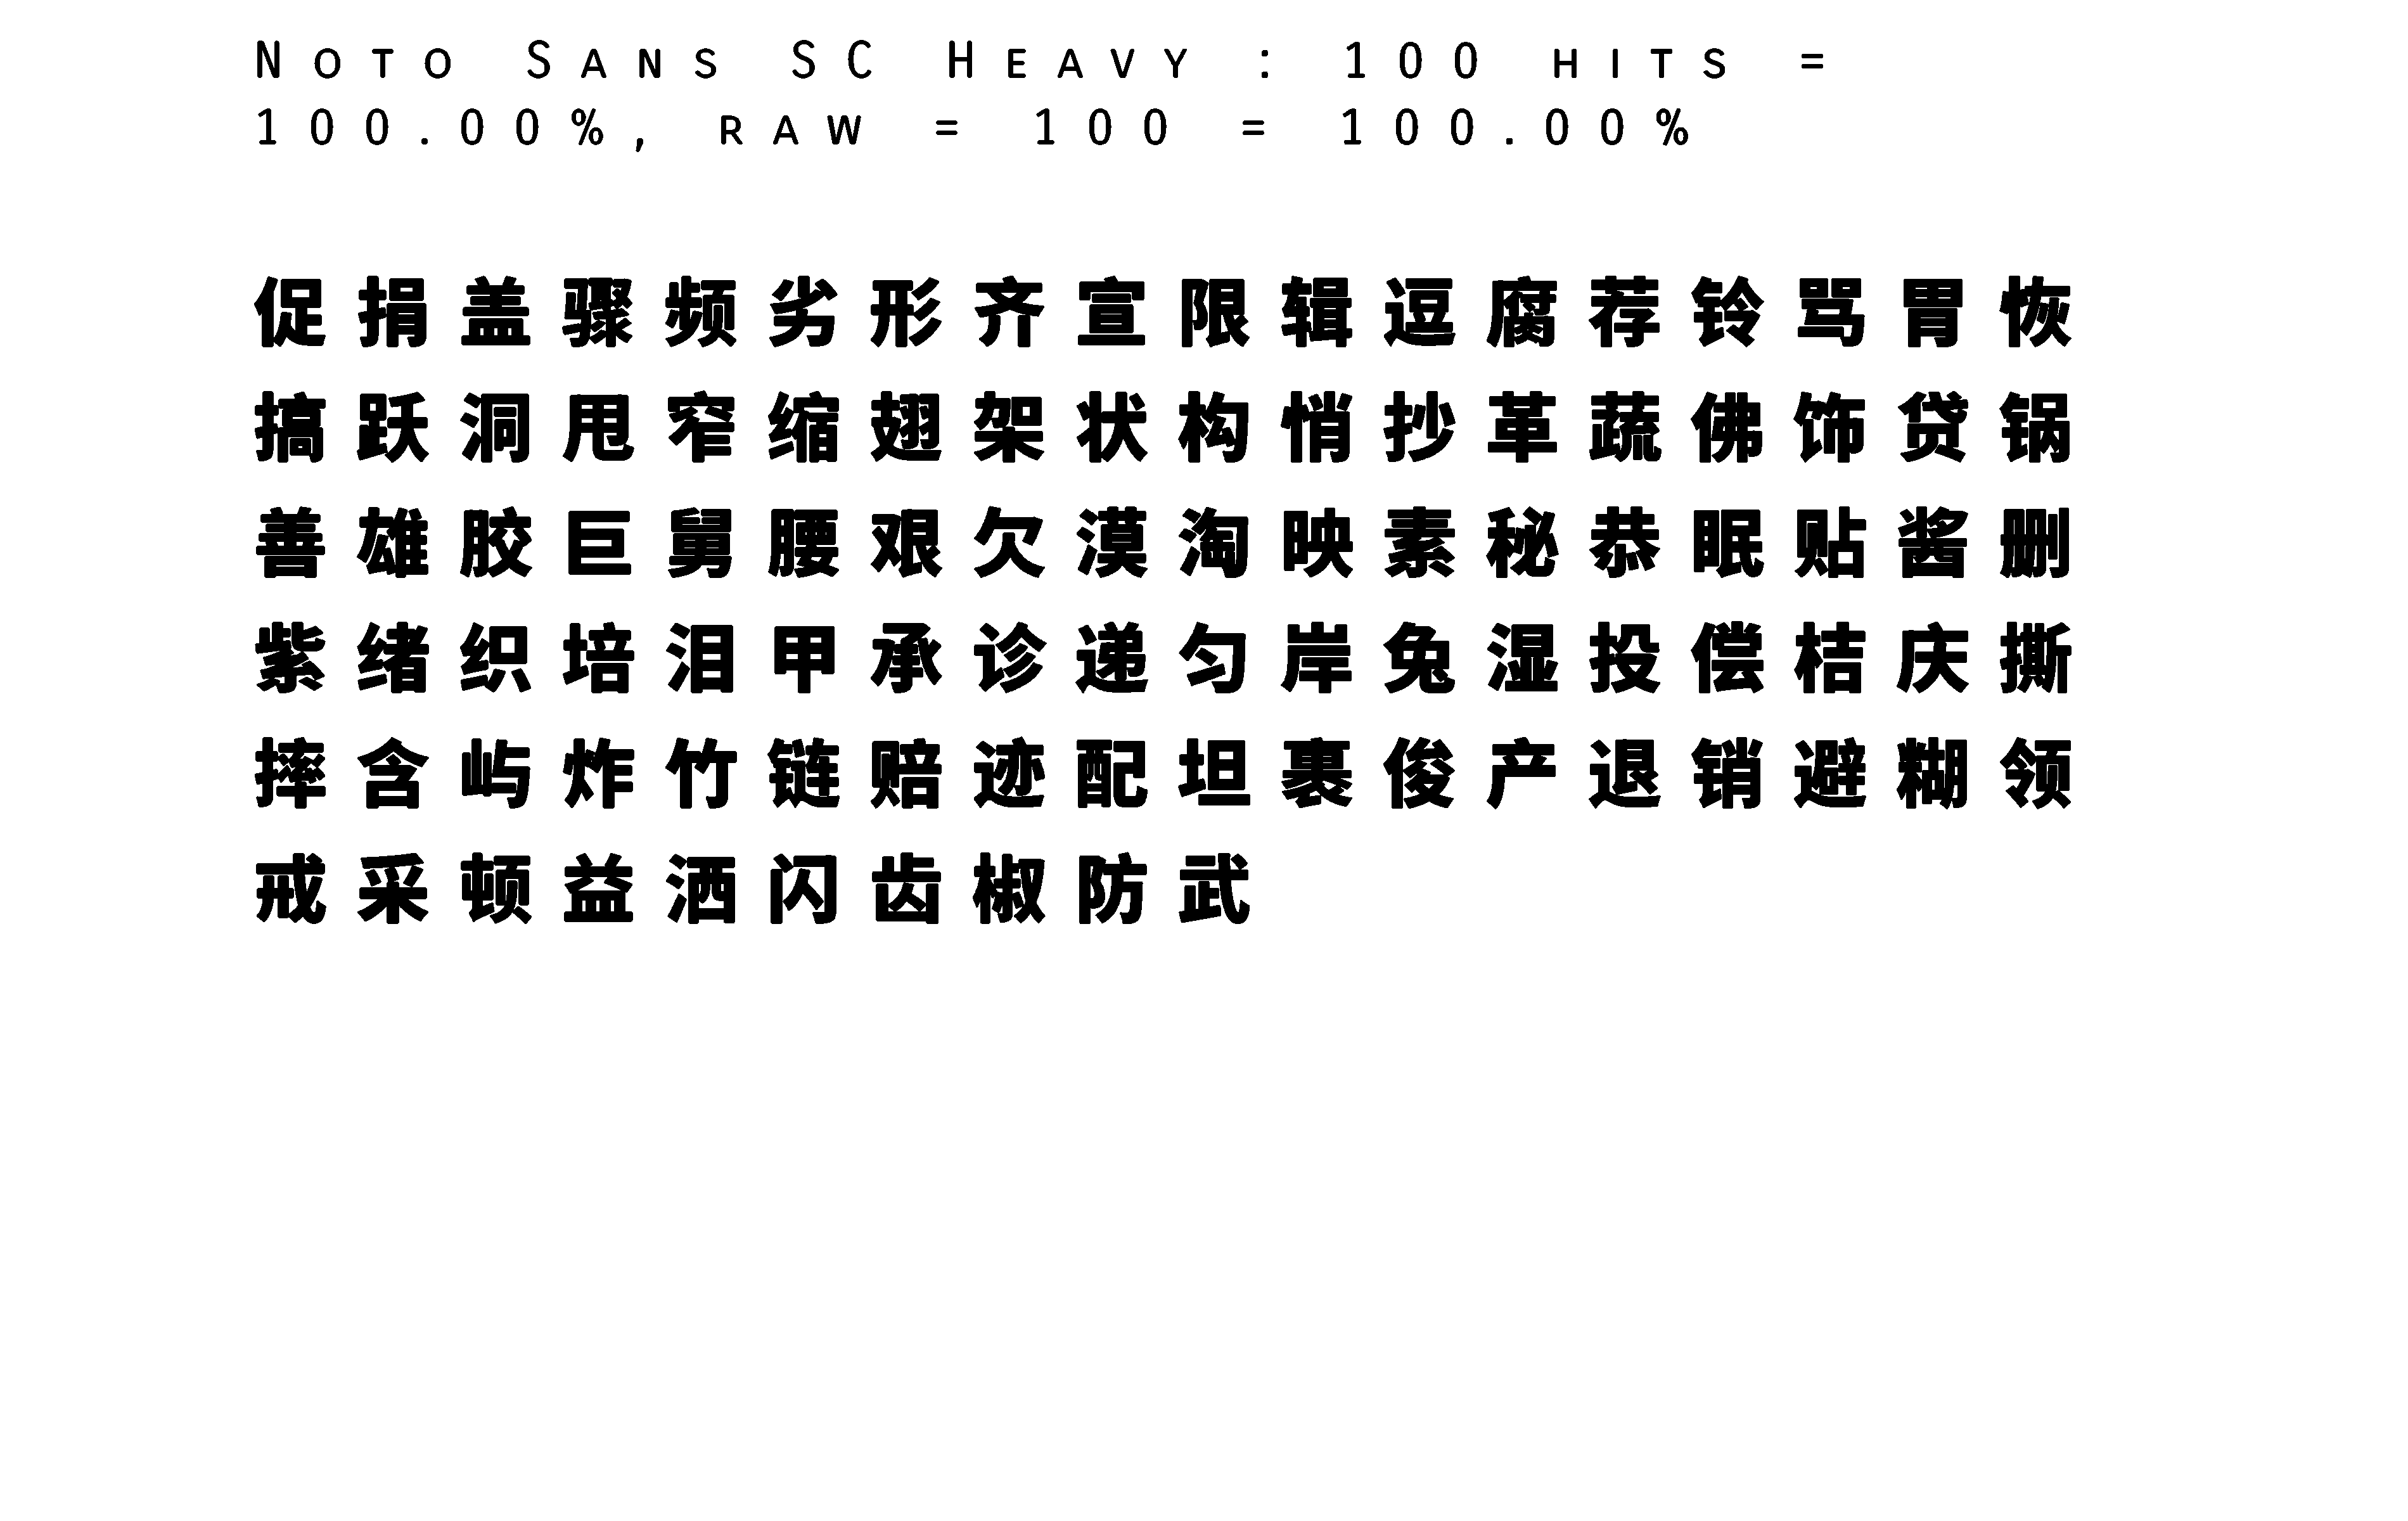 Noto Sans SC Heavy : 100 hits =
100.00%, raw = 100 = 100.00%
促捐盖骤频劣形齐宣限辑逗腐荐铃骂胃恢
搞跃洞甩窄缩翅架状构悄抄革蔬佛饰贷锅
善雄胶巨舅腰艰欠漠淘映素秘恭眠贴酱删
紫绪织培泪甲承诊递匀岸兔湿投偿桔庆撕
摔含屿炸竹链赔迹配坦裹俊产退销避糊领
戒采顿益洒闪齿椒防武